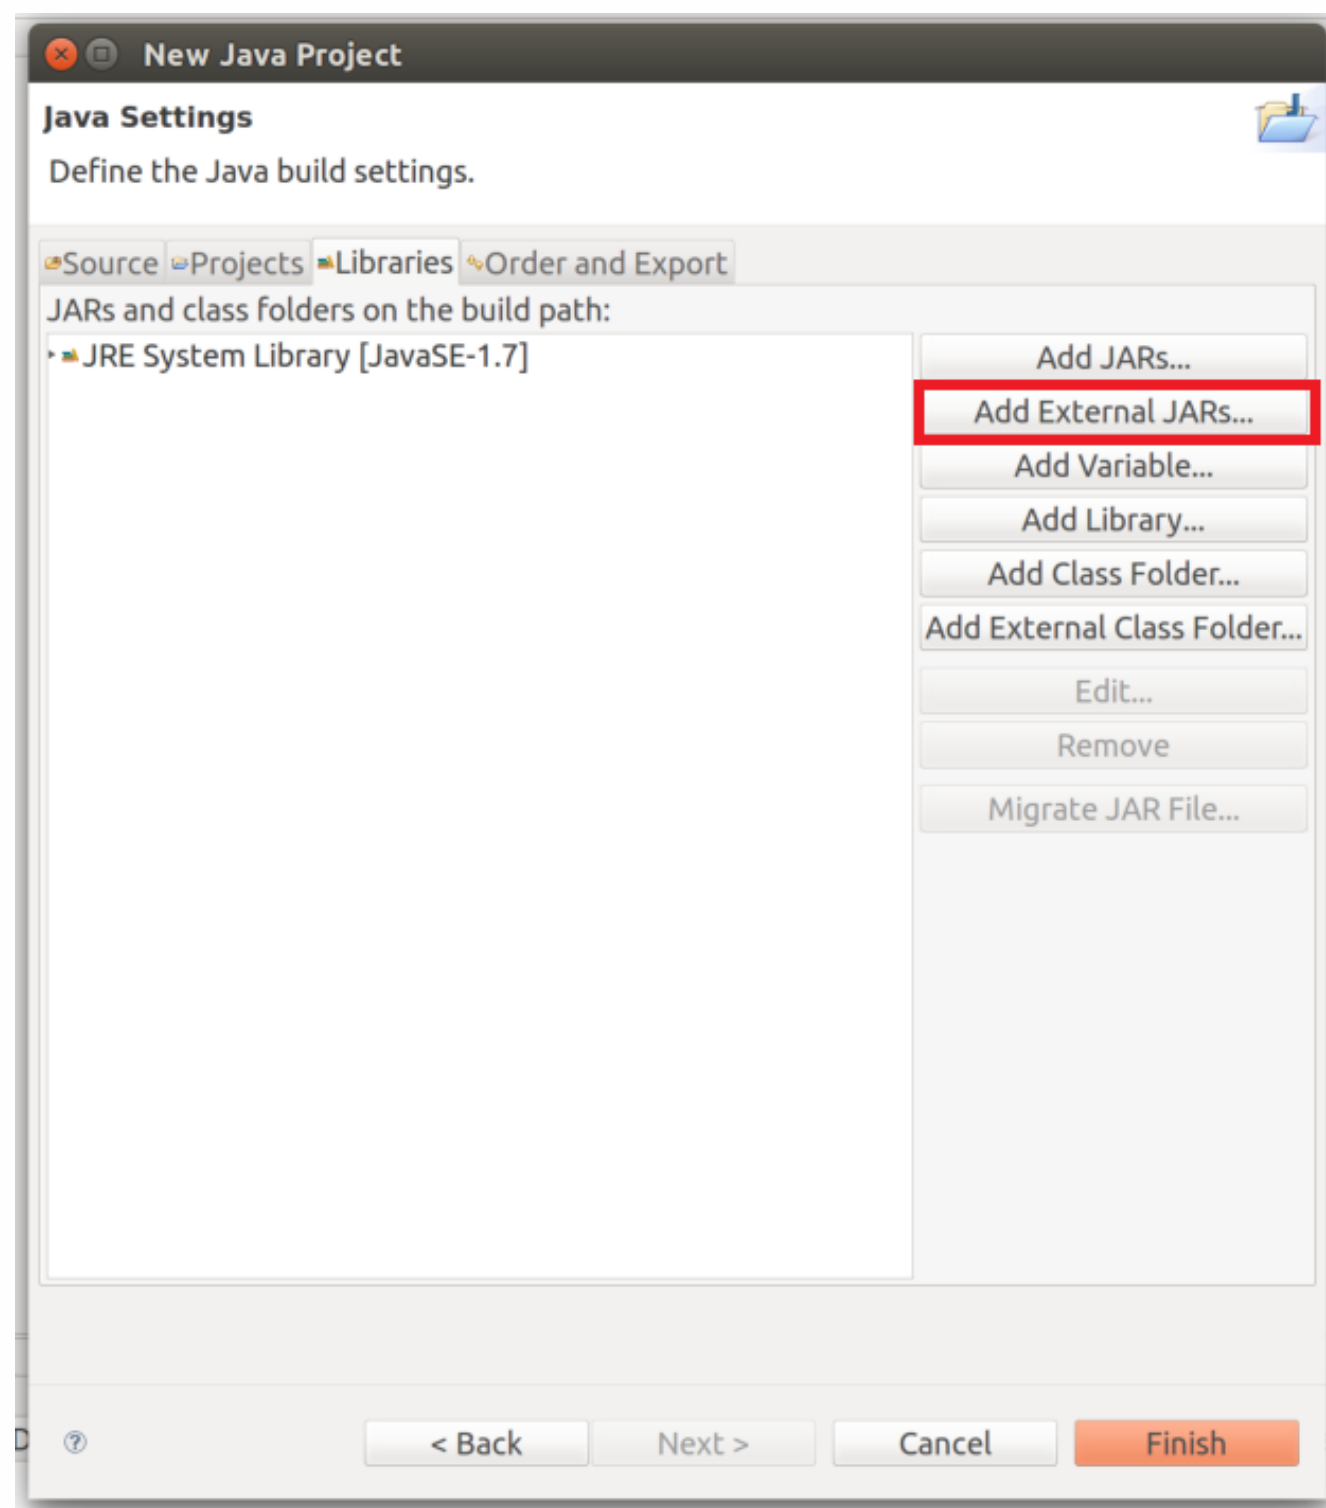 New Java Project
Java Settings
Define the Java build settings.
Source Projects Libraries Order and Export
JARs and class folders on the build path:
JRE System Library [JavaSE-1.7]
Add JARs...
Add External JARs...
Add Variable...
Add Library...
Add Class Folder...
Add External Class Folder...
Edit...
Remove
Migrate JAR File...
D
?
< Back
Next >
Cancel
Finish